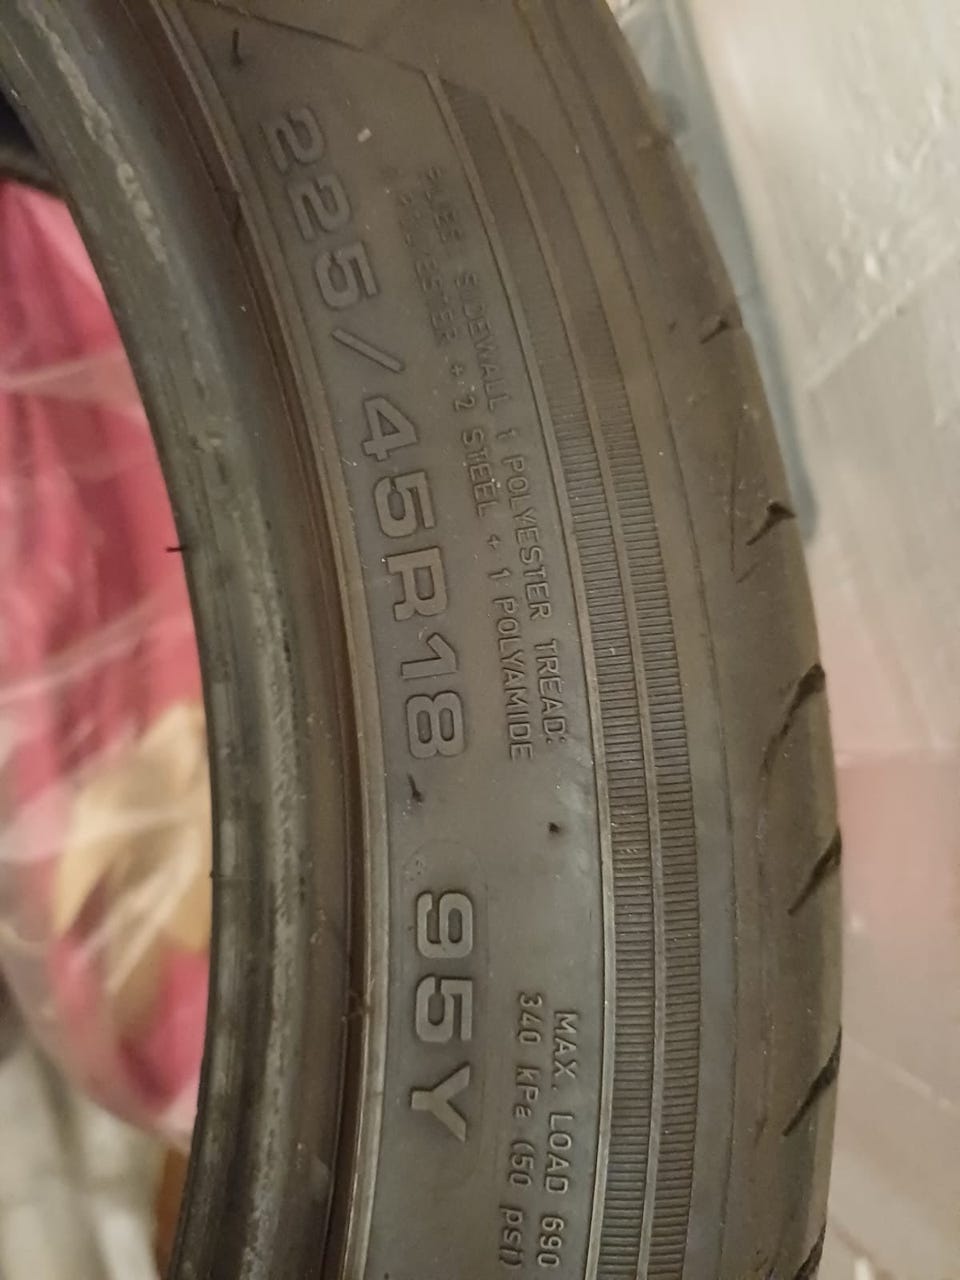 225/45R18 95Y
SIDEWALL 1 POLYESTER TREAD:
+ 2 STEEL + 1 POLYAMIDE
MAX. LOAD 690
340 kPa (50 psi)